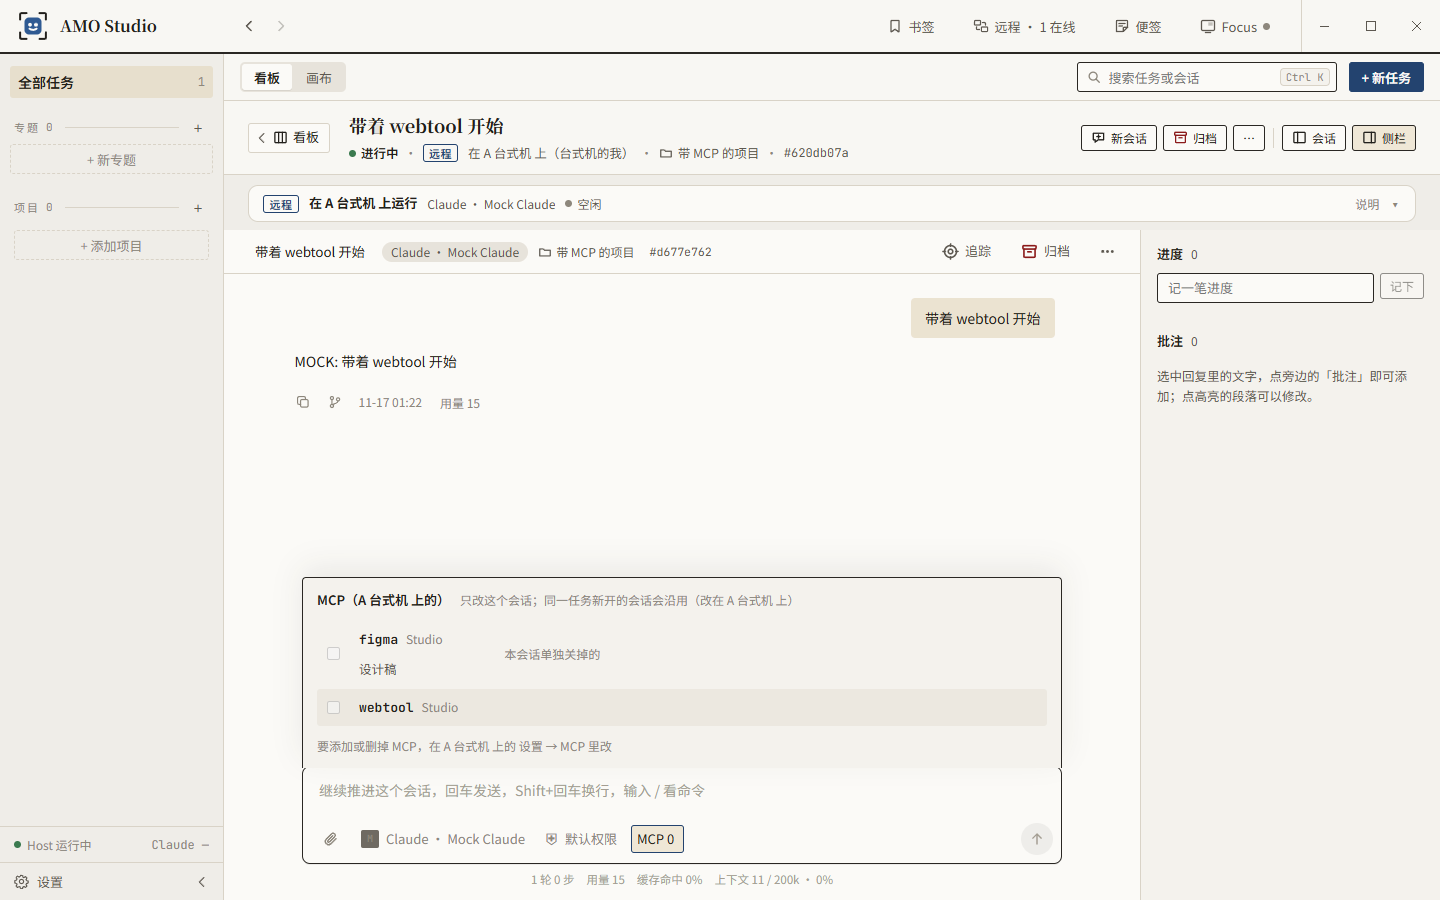 AMO Studio
书签
远程 · 1 在线
便签
Focus
全部任务 1
专题 0
+
+ 新专题
项目 0
+
+ 添加项目
Host 运行中 Claude —
设置
看板 画布
搜索任务或会话 Ctrl K
+ 新任务
看板
带着 webtool 开始
进行中 · 远程 在 A 台式机 上（台式机的我） · 带 MCP 的项目 · #620db07a
新会话 归档 ··· 会话 侧栏
远程 在 A 台式机 上运行 Claude · Mock Claude 空闲 说明
带着 webtool 开始 Claude · Mock Claude 带 MCP 的项目 #d677e762 追踪 归档 ···
带着 webtool 开始
MOCK: 带着 webtool 开始
11-17 01:22 用量 15
MCP（A 台式机 上的） 只改这个会话；同一任务新开的会话会沿用（改在 A 台式机 上）
figma Studio
设计稿
本会话单独关掉的
webtool Studio
要添加或删掉 MCP，在 A 台式机 上的 设置 → MCP 里改
继续推进这个会话，回车发送，Shift+回车换行，输入 / 看命令
Claude · Mock Claude 默认权限 MCP 0
1 轮 0 步 用量 15 缓存命中 0% 上下文 11 / 200k · 0%
进度 0
记一笔进度 记下
批注 0
选中回复里的文字，点旁边的「批注」即可添
加；点高亮的段落可以修改。